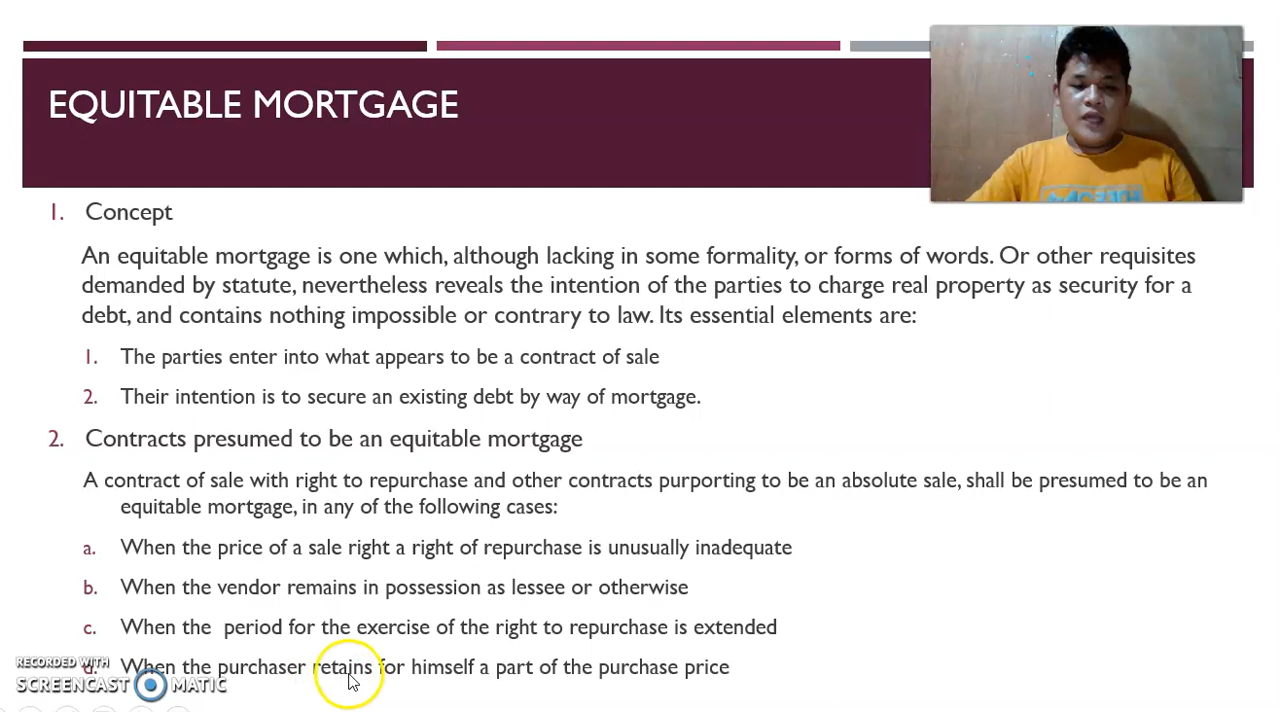 EQUITABLE MORTGAGE
1. Concept
An equitable mortgage is one which, although lacking in some formality, or forms of words. Or other requisites
demanded by statute, nevertheless reveals the intention of the parties to charge real property as security for a
debt, and contains nothing impossible or contrary to law. Its essential elements are:
1. The parties enter into what appears to be a contract of sale
2. Their intention is to secure an existing debt by way of mortgage.
2. Contracts presumed to be an equitable mortgage
A contract of sale with right to repurchase and other contracts purporting to be an absolute sale, shall be presumed to be an
equitable mortgage, in any of the following cases:
a. When the price of a sale right a right of repurchase is unusually inadequate
b. When the vendor remains in possession as lessee or otherwise
c. When the period for the exercise of the right to repurchase is extended
d. When the purchaser retains for himself a part of the purchase price
RECORDED WITH
SCREENCAST MATIC